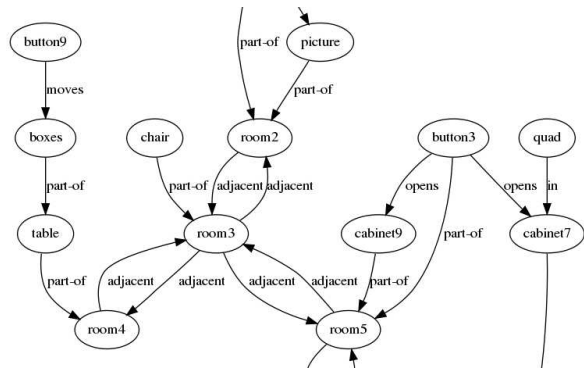 button9
part-of
picture
moves
part-of
boxes
chair
room2
button3
quad
part-of
part-of
adjacent
adjacent
opens
opens
in
table
room3
cabinet9
part-of
cabinet7
part-of
adjacent
adjacent
adjacent
adjacent
part-of
room4
room5